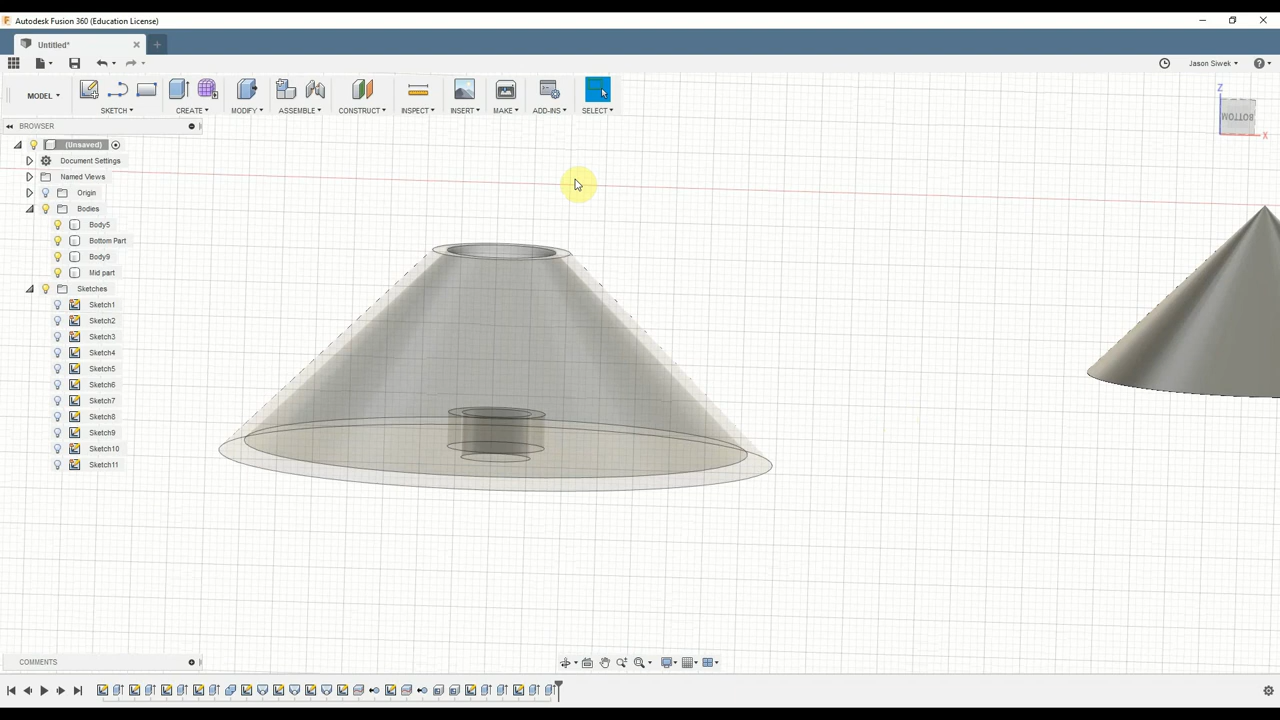 Autodesk Fusion 360 (Education License)
Untitled*
Jason Siwek
MODEL
SKETCH
CREATE
MODIFY
ASSEMBLE
CONSTRUCT
INSPECT
INSERT
MAKE
ADD-INS
SELECT
Z
BOTTOM
X
BROWSER
(Unsaved)
Document Settings
Named Views
Origin
Bodies
Body5
Bottom Part
Body9
Mid part
Sketches
Sketch1
Sketch2
Sketch3
Sketch4
Sketch5
Sketch6
Sketch7
Sketch8
Sketch9
Sketch10
Sketch11
COMMENTS